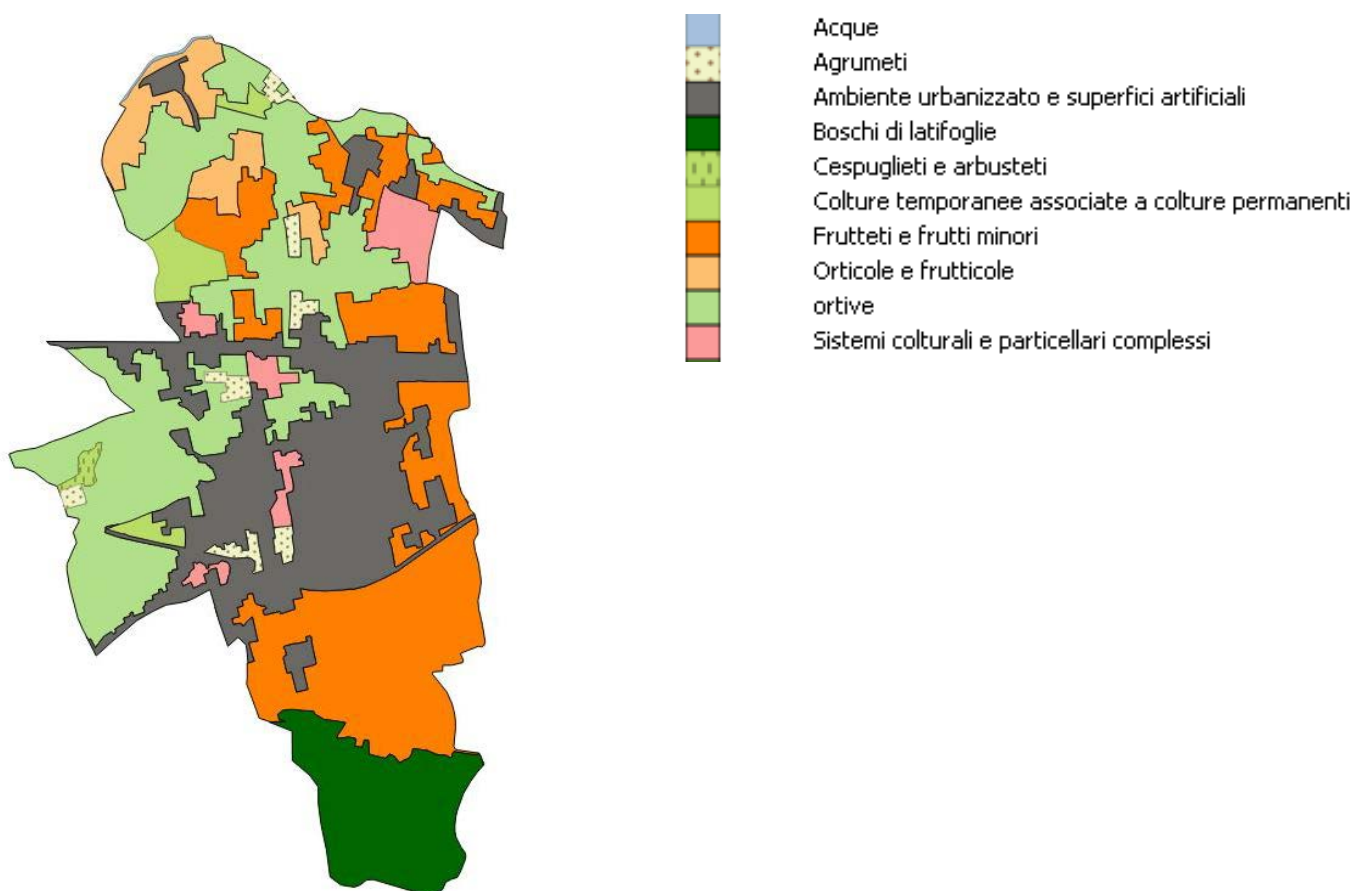 Acque
Agrumeti
Ambiente urbanizzato e superfici artificiali
Boschi di latifoglie
Cespuglieti e arbusteti
Colture temporanee associate a colture permanenti
Frutteti e frutti minori
Orticole e frutticole
ortive
Sistemi colturali e particellari complessi